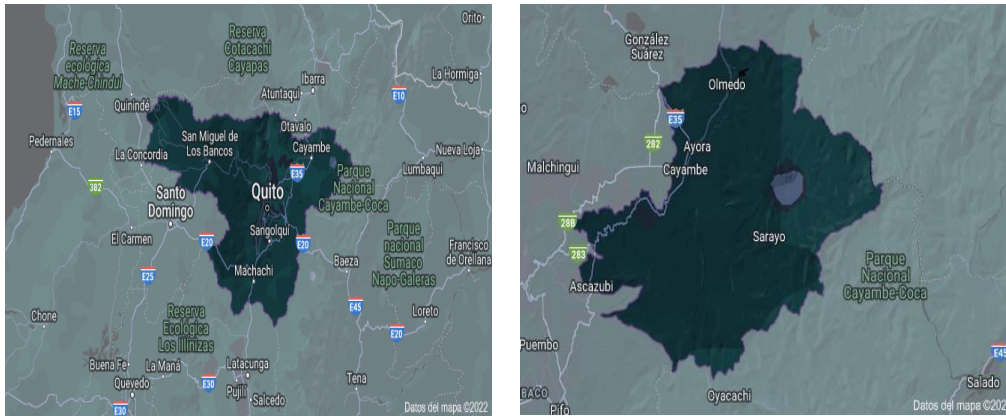 Orito
Reserva
Cotacachi
Cayapas
Reserva
ecológica
Mache-Chindul
La Hormiga
Ibarra
Atuntaqui
E10
Quinindé
E15
Otavalo
Pedernales
San Miguel de
Los Bancos
Cayambe
Nueva Loja
La Concordia
E35
Lumbaqui
Parque
Nacional
Cayambe-Coca
382
Quito
Santo
Domingo
El Carmen
E20
Sangolquí
E20
Parque
nacional
Sumaco
Napo-Galeras
Francisco
de Orellana
Baeza
Machachi
E25
E45
Loreto
Chone
Reserva
Ecológica
Los Illinizas
E20
Buena Fe
La Maná
Latacunga
Quevedo
E30
Pujilí
Salcedo
Tena
E30
Datos del mapa ©2022
González
Suárez
Olmedo
E35
282
Ayora
Malchingui
Cayambe
28B
Sarayo
283
Ascazubi
Parque
Nacional
Cayambe-Coca
Puembo
E45
Salado
BACO
Pifo
Oyacachi
Datos del mapa ©202